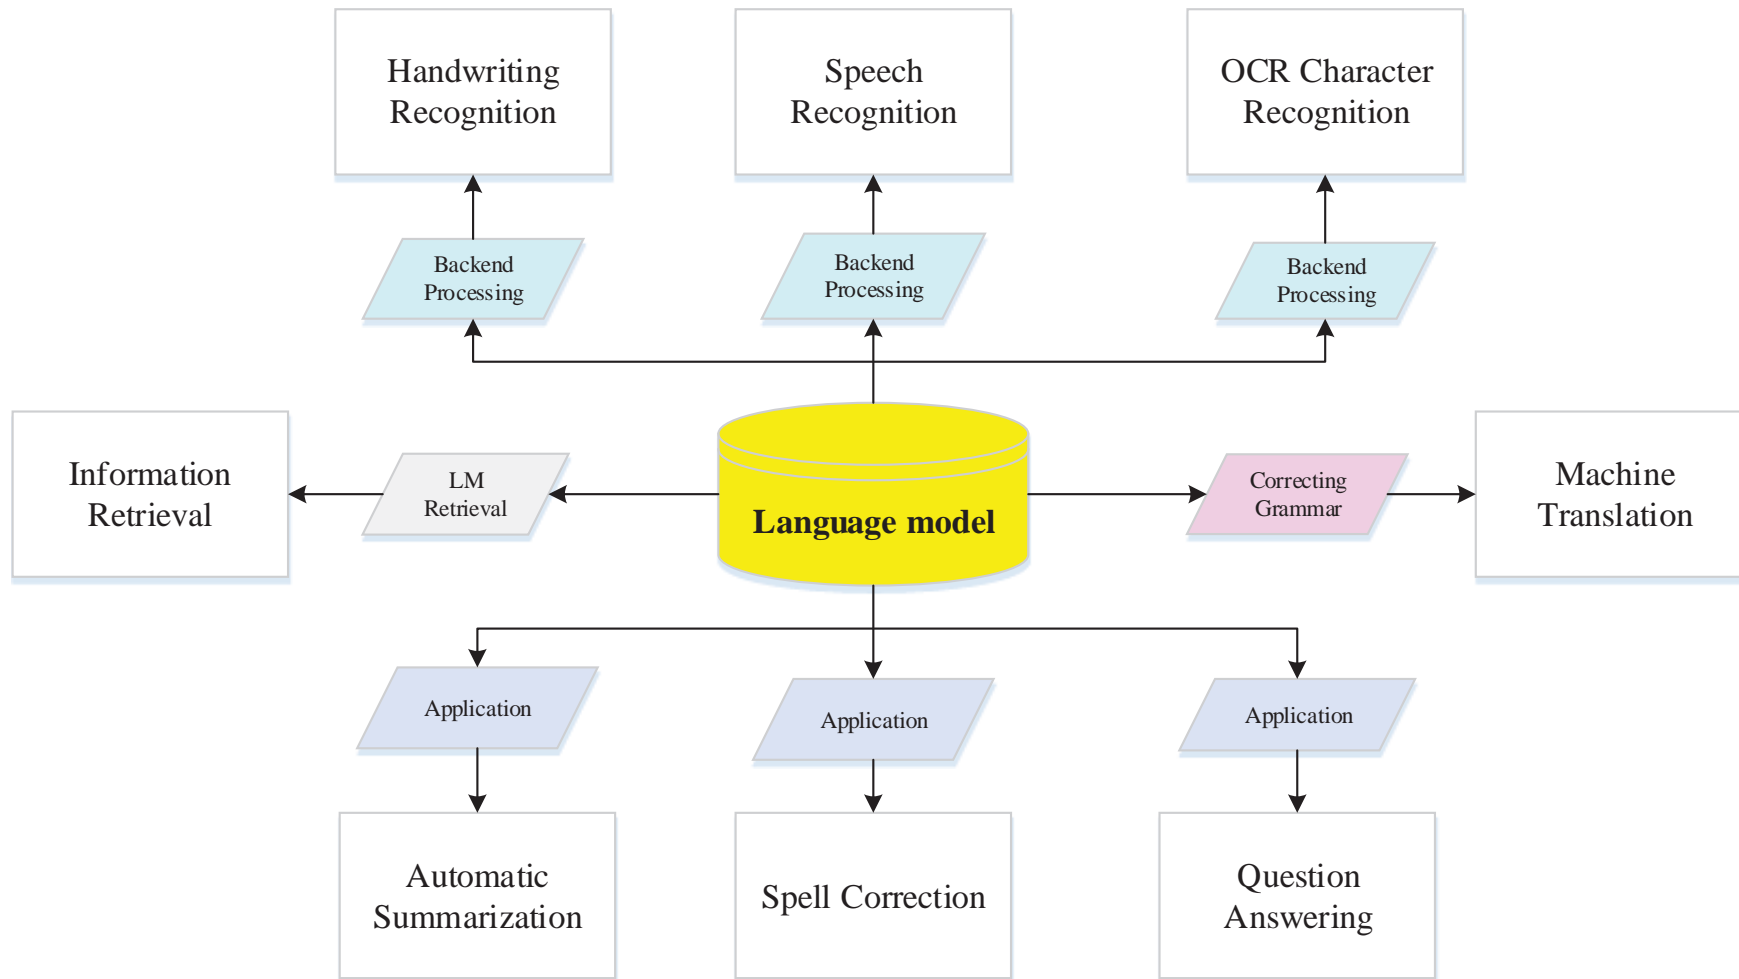 Handwriting
Recognition
Speech
Recognition
OCR Character
Recognition
Backend
Processing
Backend
Processing
Backend
Processing
Information
Retrieval
LM
Retrieval
Language model
Correcting
Grammar
Machine
Translation
Application
Application
Application
Automatic
Summarization
Spell Correction
Question
Answering